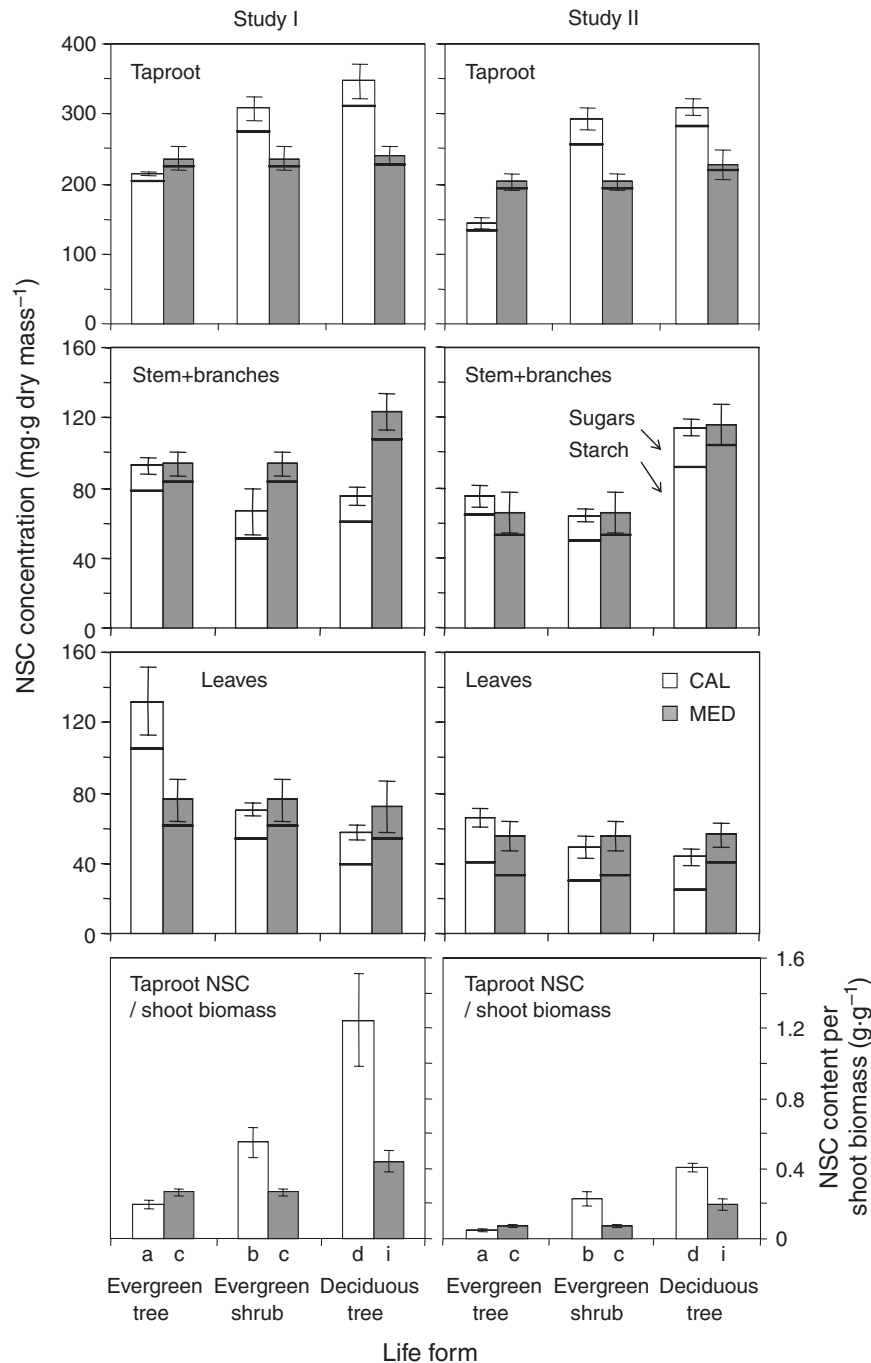 Study I
Study II
NSC concentration (mg·g dry mass⁻¹)
400
300
200
100
0
Taproot
Taproot
160
120
80
40
0
Stem+branches
Stem+branches
Sugars
Starch
160
120
80
40
0
Leaves
Leaves
CAL
MED
Taproot NSC
/ shoot biomass
Taproot NSC
/ shoot biomass
1.6
1.2
0.8
0.4
0
NSC content per
shoot biomass (g·g⁻¹)
a c b c d i
a c b c d i
Evergreen tree
Evergreen shrub
Deciduous tree
Evergreen tree
Evergreen shrub
Deciduous tree
Life form